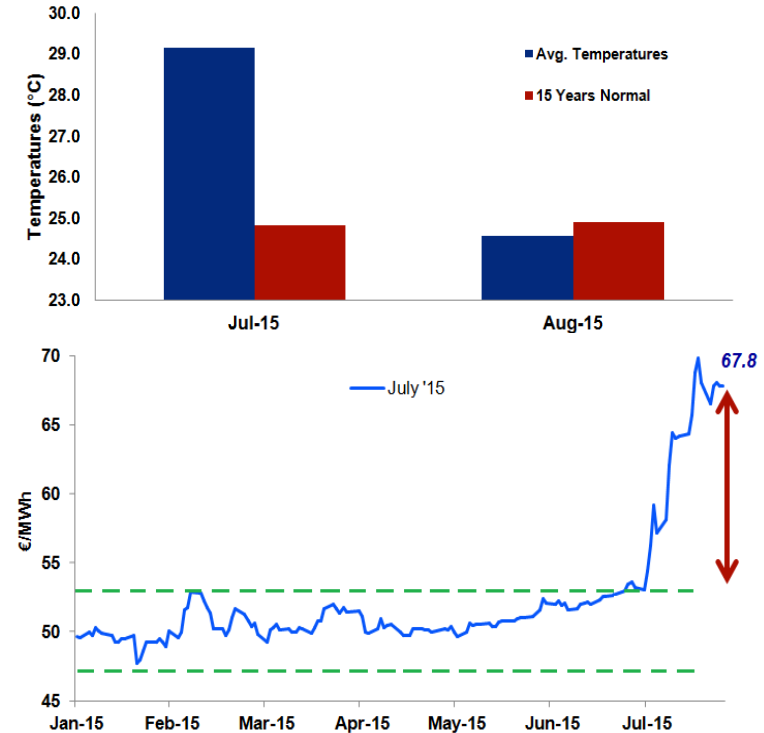 30.0
29.0
28.0
27.0
26.0
25.0
24.0
23.0
Temperatures (°C)
Avg. Temperatures
15 Years Normal
Jul-15
Aug-15
70
65
60
55
50
45
€/MWh
July '15
67.8
Jan-15
Feb-15
Mar-15
Apr-15
May-15
Jun-15
Jul-15